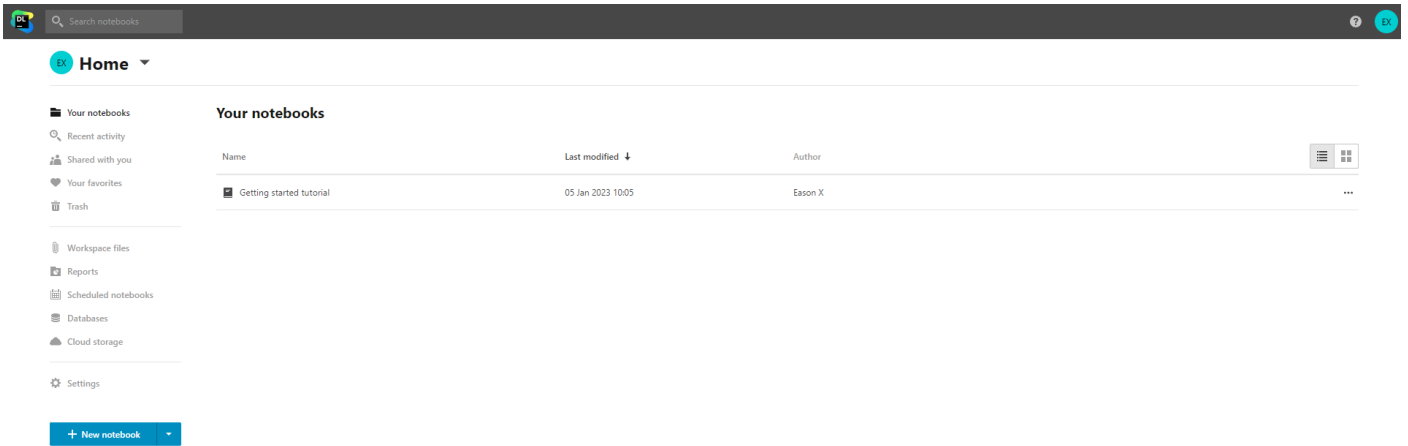 DL
Search notebooks
?
EX
EX
Home
Your notebooks
Recent activity
Shared with you
Your favorites
Trash
Workspace files
Reports
Scheduled notebooks
Databases
Cloud storage
Settings
+ New notebook
Your notebooks
Name Last modified ↓ Author
Getting started tutorial 05 Jan 2023 10:05 Eason X ...